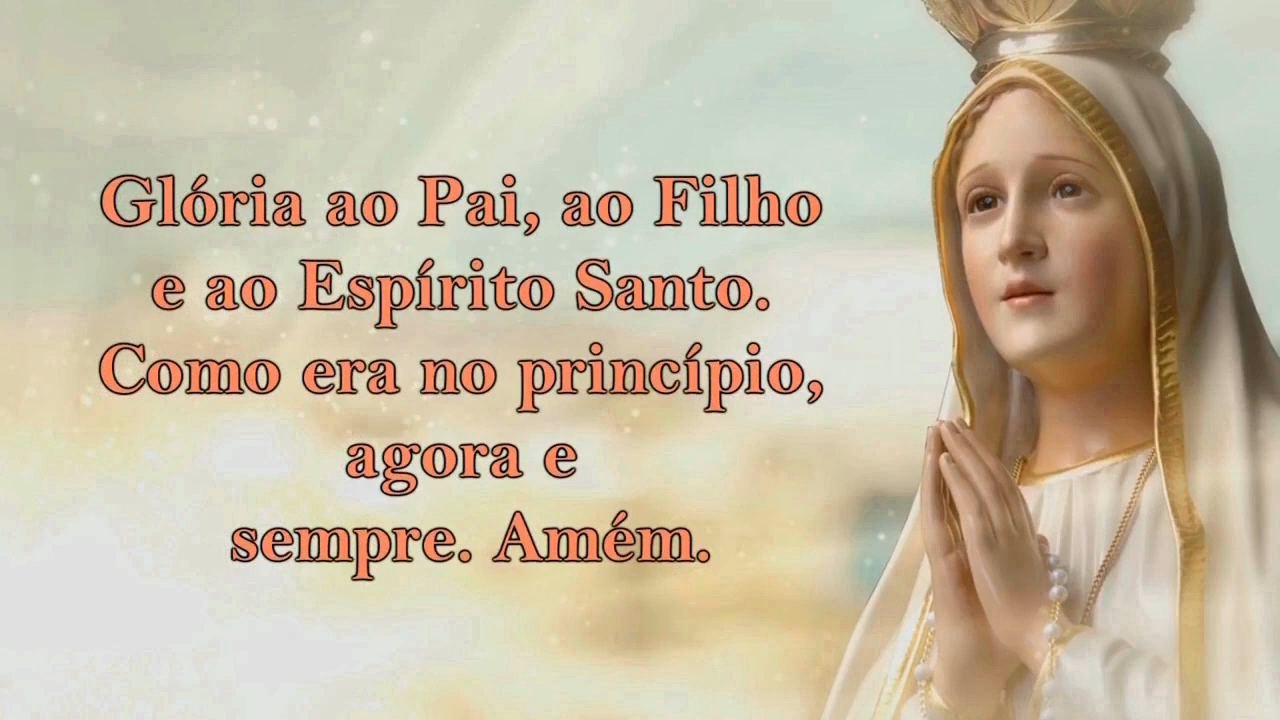 Glória ao Pai, ao Filho
e ao Espírito Santo.
Como era no princípio,
agora e
sempre. Amém.